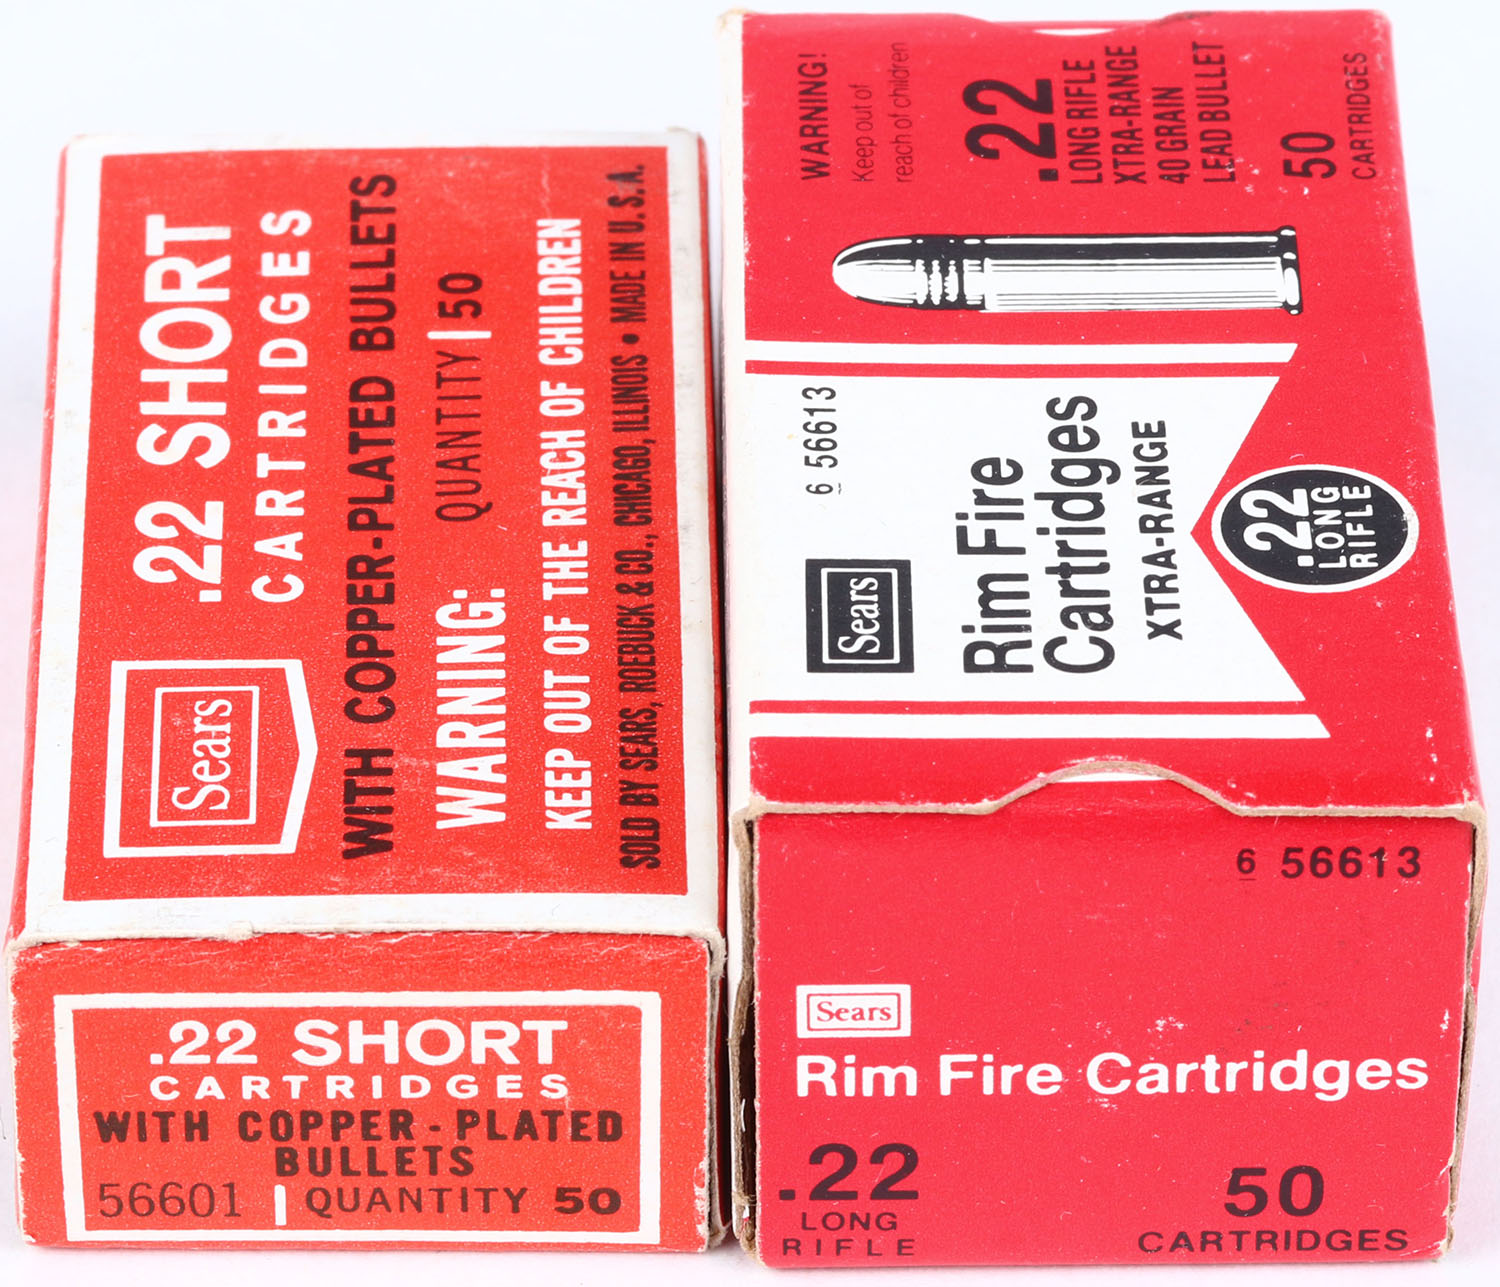 Sears
.22 SHORT
CARTRIDGES
WITH COPPER-PLATED BULLETS
WARNING: QUANTITY | 50
KEEP OUT OF THE REACH OF CHILDREN
SOLD BY SEARS, ROEBUCK & CO., CHICAGO, ILLINOIS • MADE IN U.S.A.
.22 SHORT
CARTRIDGES
WITH COPPER-PLATED
BULLETS
56601 | QUANTITY 50
WARNING!
Keep out of
reach of children
.22
LONG RIFLE
XTRA-RANGE
40 GRAIN
LEAD BULLET
50
CARTRIDGES
6 56613
Sears
Rim Fire
Cartridges
XTRA-RANGE
.22
LONG
RIFLE
6 56613
Sears
Rim Fire Cartridges
.22
LONG
RIFLE
50
CARTRIDGES